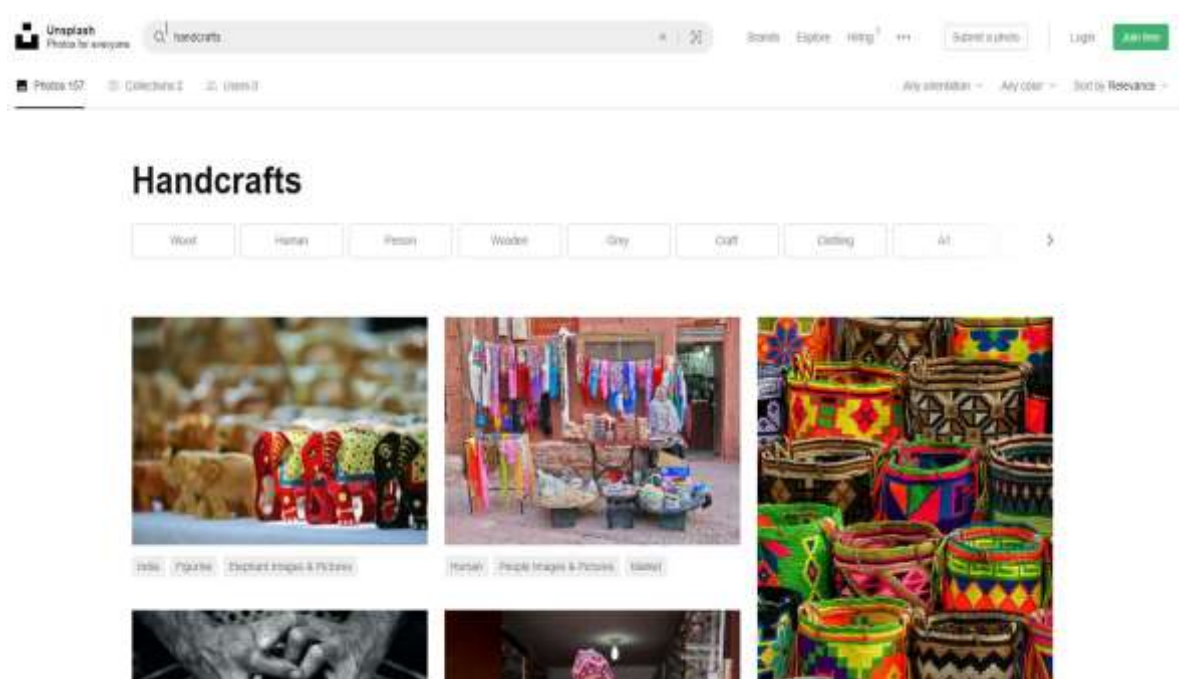 Unsplash
Photos for everyone
handcrafts
Brands Explore Hiring
Submit a photo
Login
Join free
Photos 157
Collections 2
Users 0
Any orientation
Any color
Sort by Relevance
Handcrafts
Wood Human Person Wooden Grey Craft Clothing Art
India Figurine Elephant Images & Pictures
Human People Images & Pictures Market